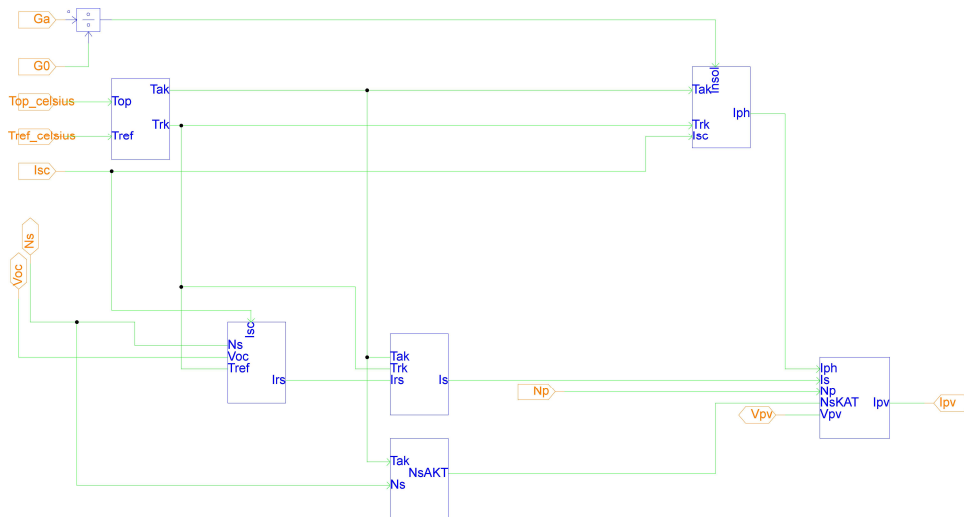 Ga
÷
G0
Top_celsius
Tref_celsius
Isc
Top
Tak
Trk
Tref
Insol
Tak
Trk
Isc
Iph
Ns
Voc
Isc
Ns
Voc
Tref
Irs
Tak
Trk
Irs
Is
Np
Vpv
Iph
Is
Np
NsKAT
Vpv
Ipv
Ipv
Tak
NsAKT
Ns